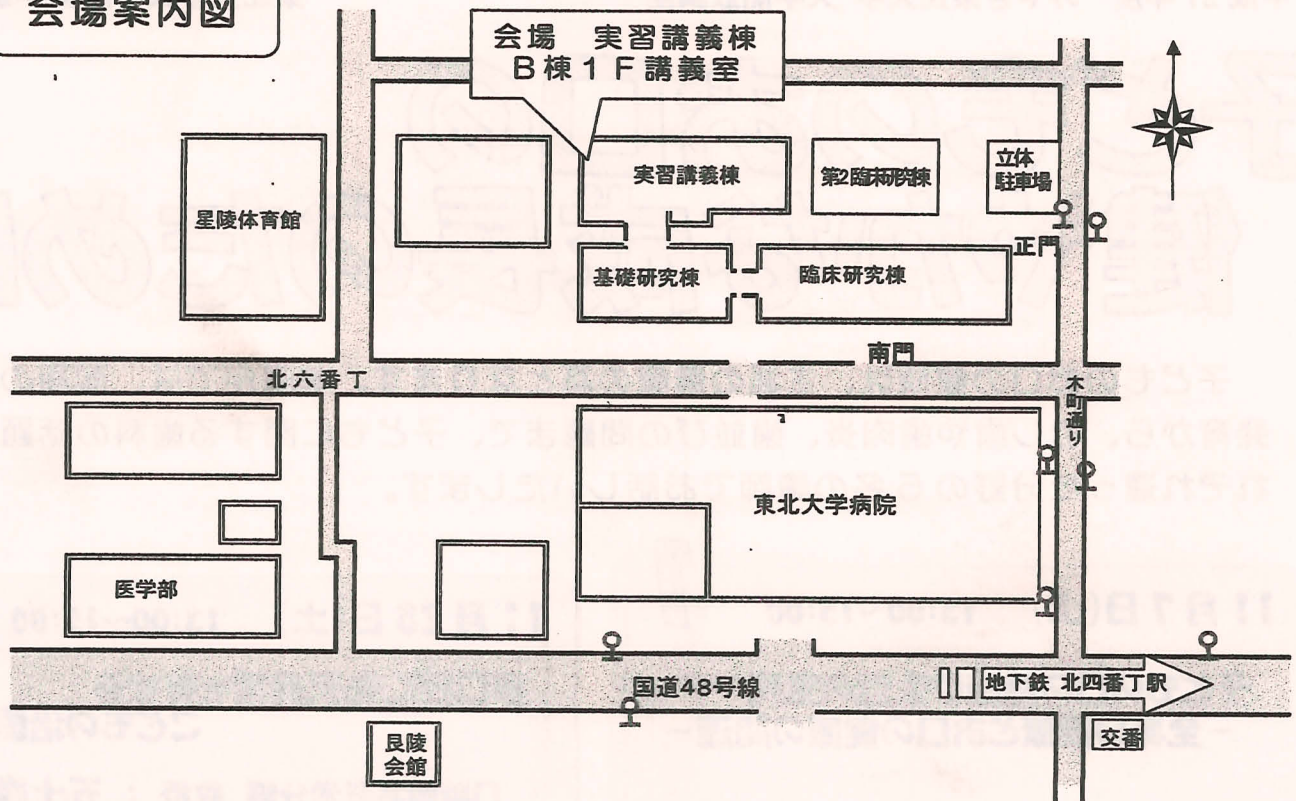 会場案内図
会場 実習講義棟
B棟1F講義室
実習講義棟
第2臨床研究棟
立体
駐車場
星陵体育館
正門
基礎研究棟
臨床研究棟
南門
北六番丁
木町通り
東北大学病院
医学部
国道48号線
地下鉄 北四番丁駅
交番
艮陵
会館